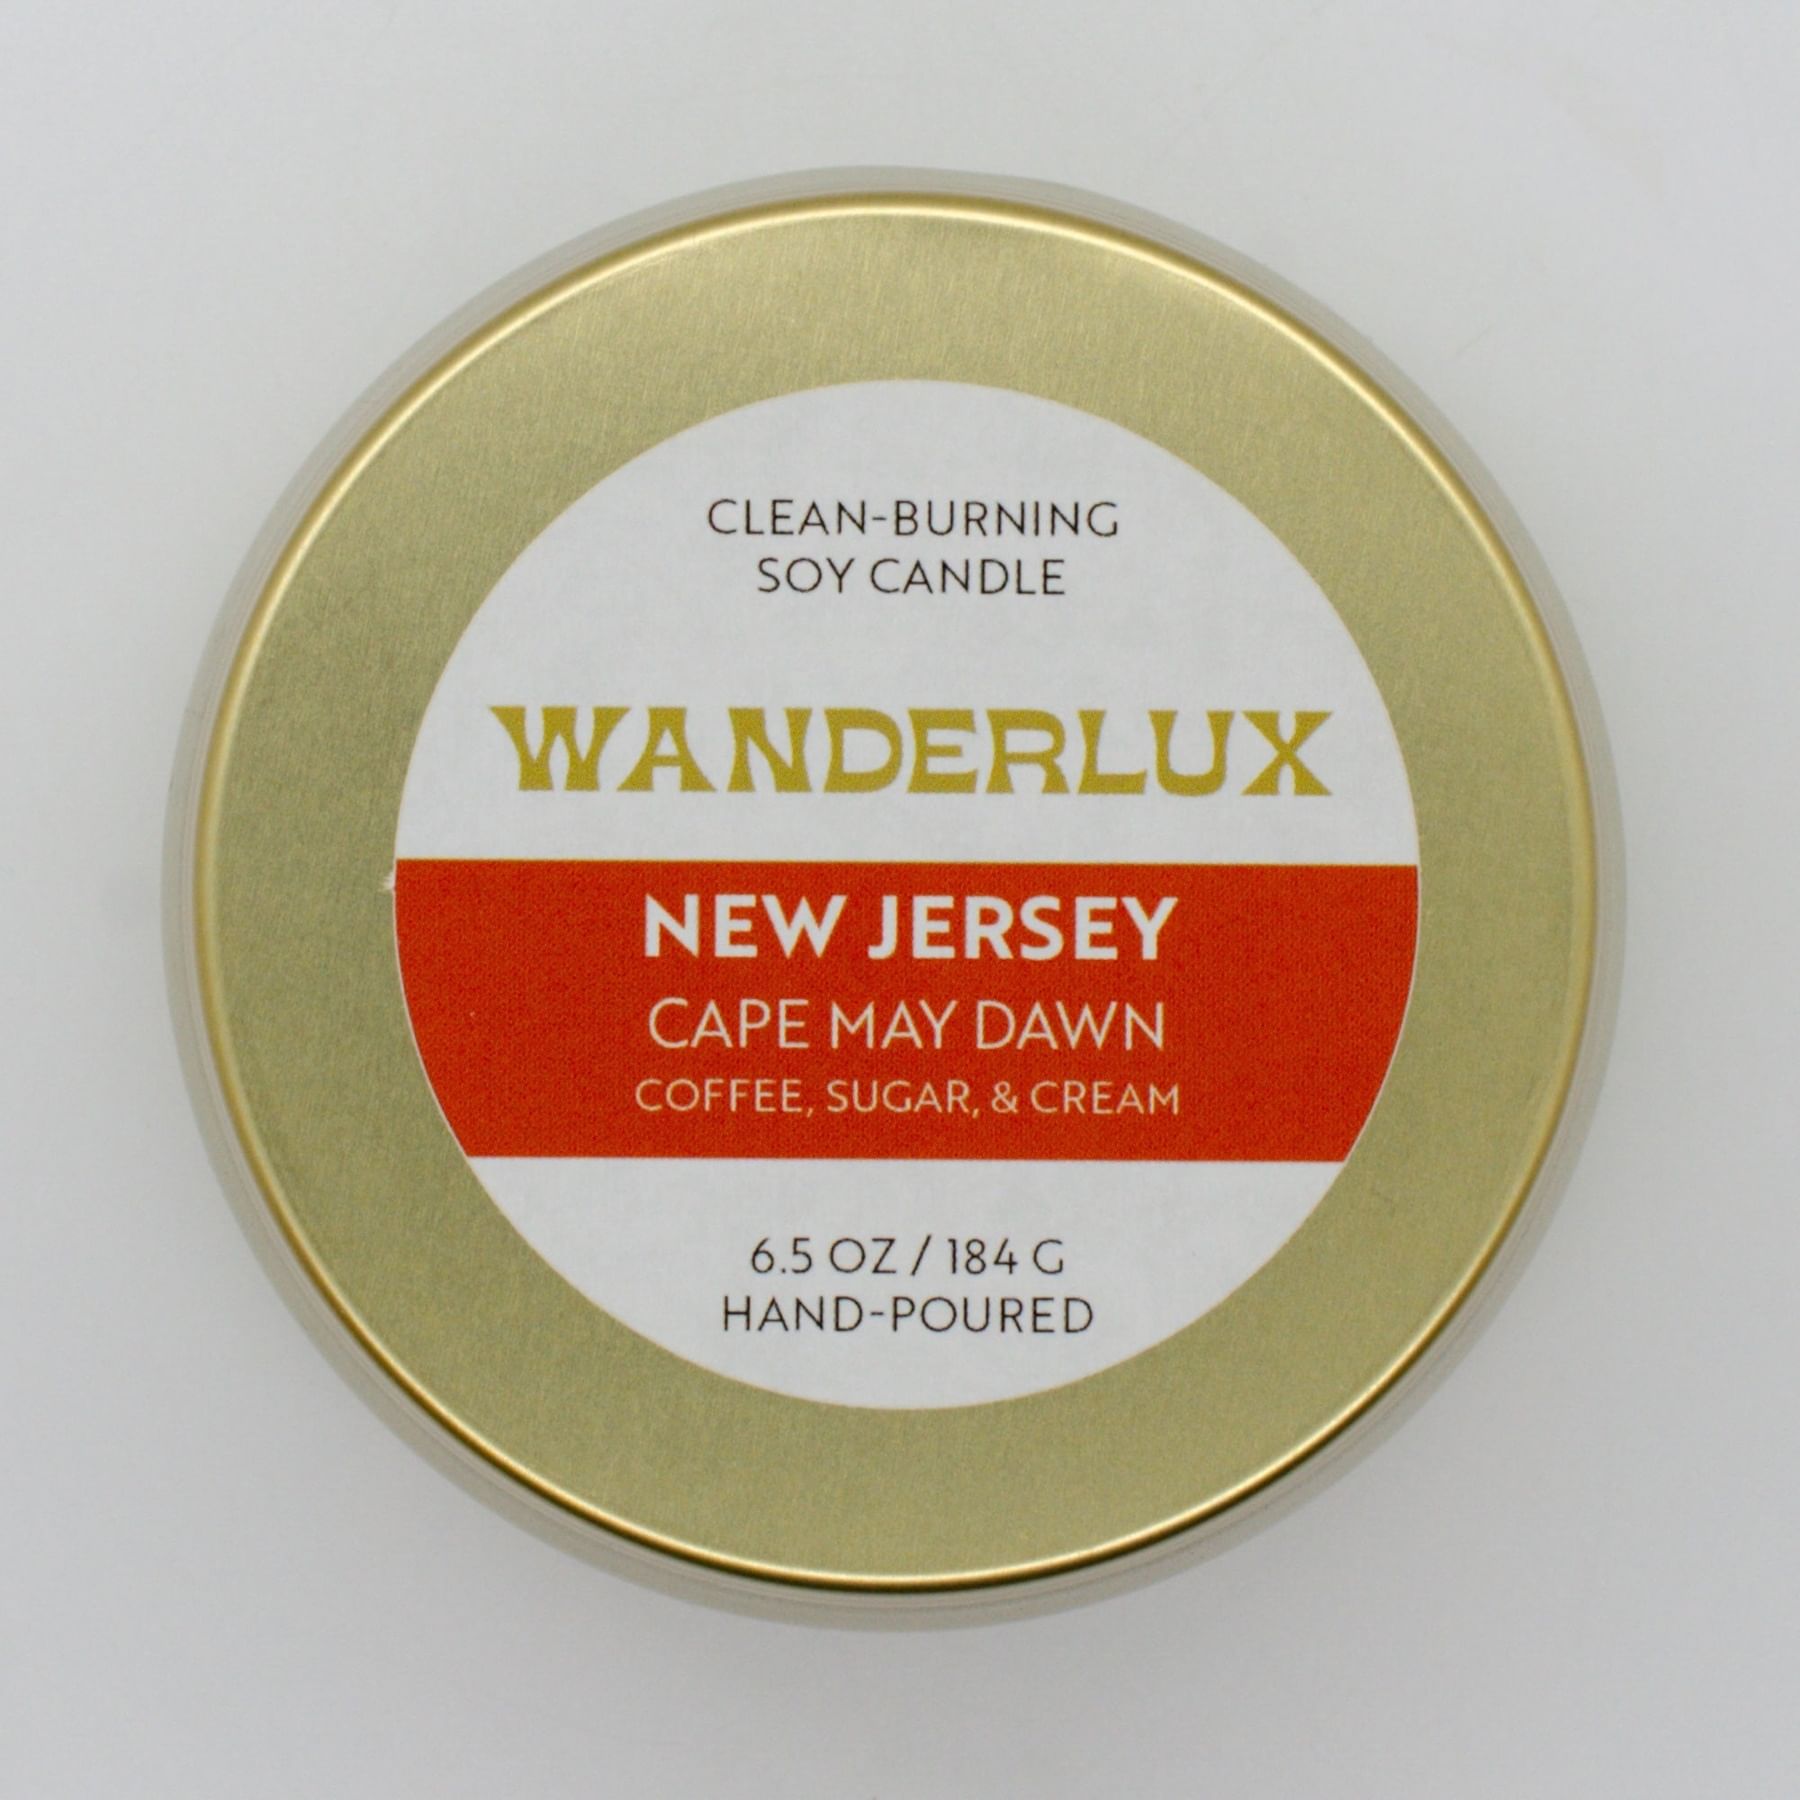 CLEAN-BURNING
SOY CANDLE
WANDERLUX
NEW JERSEY
CAPE MAY DAWN
COFFEE, SUGAR, & CREAM
6.5 OZ / 184 G
HAND-POURED